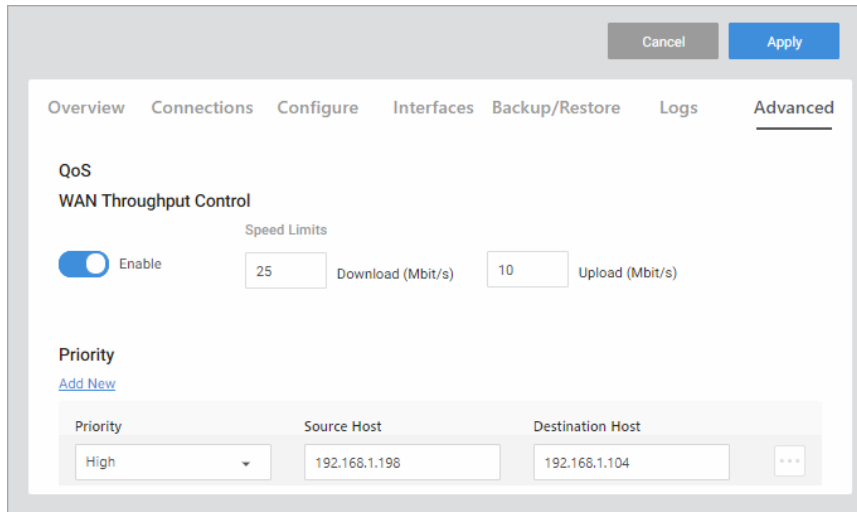 Cancel Apply
Overview Connections Configure Interfaces Backup/Restore Logs Advanced
QoS
WAN Throughput Control
Speed Limits
Enable 25 Download (Mbit/s) 10 Upload (Mbit/s)
Priority
Add New
Priority Source Host Destination Host
High 192.168.1.198 192.168.1.104